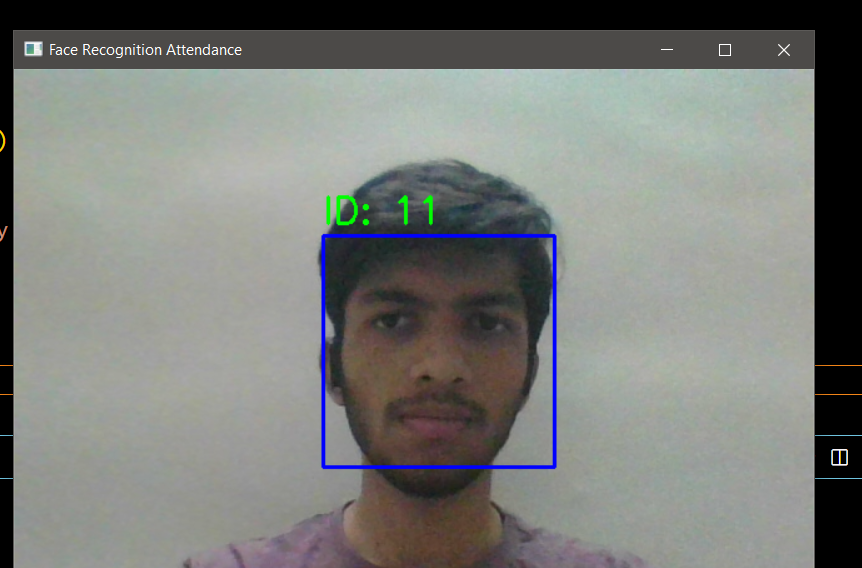 Face Recognition Attendance
ID: 11
y